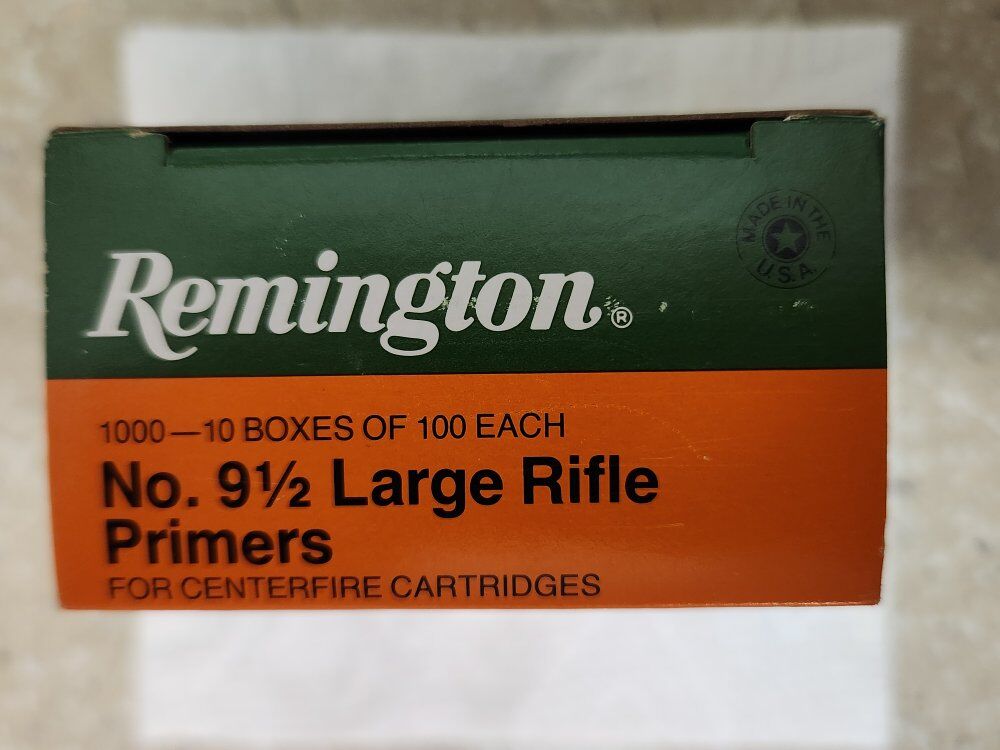 MADE IN THE
U.S.A.
Remington®
1000—10 BOXES OF 100 EACH
No. 9½ Large Rifle
Primers
FOR CENTERFIRE CARTRIDGES